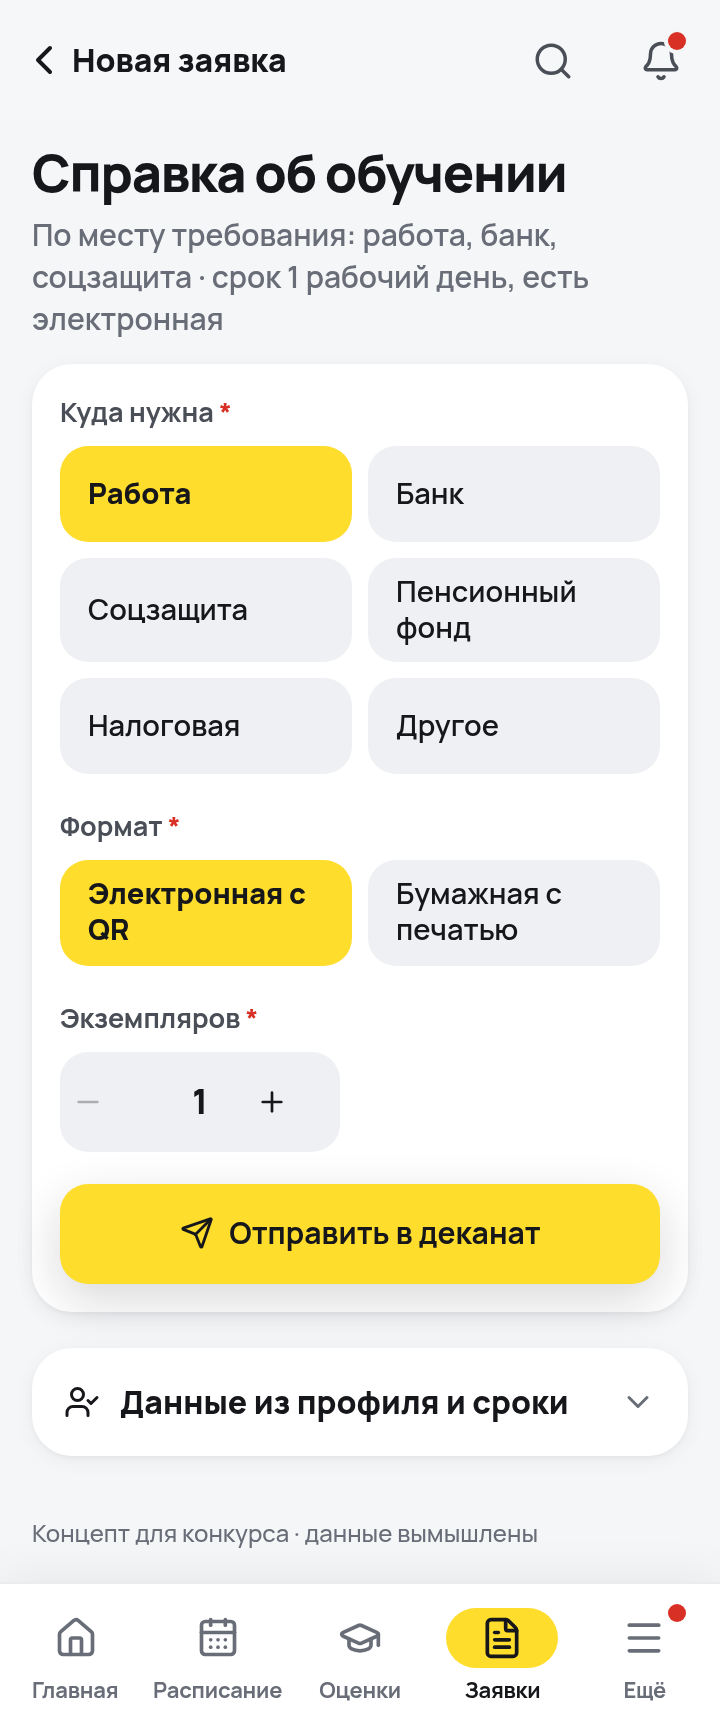 Новая заявка
Справка об обучении
По месту требования: работа, банк,
соцзащита · срок 1 рабочий день, есть
электронная
Куда нужна *
Работа
Банк
Соцзащита
Пенсионный
фонд
Налоговая
Другое
Формат *
Электронная с
QR
Бумажная с
печатью
Экземпляров *
− 1 +
Отправить в деканат
Данные из профиля и сроки
Концепт для конкурса · данные вымышлены
Главная
Расписание
Оценки
Заявки
Ещё